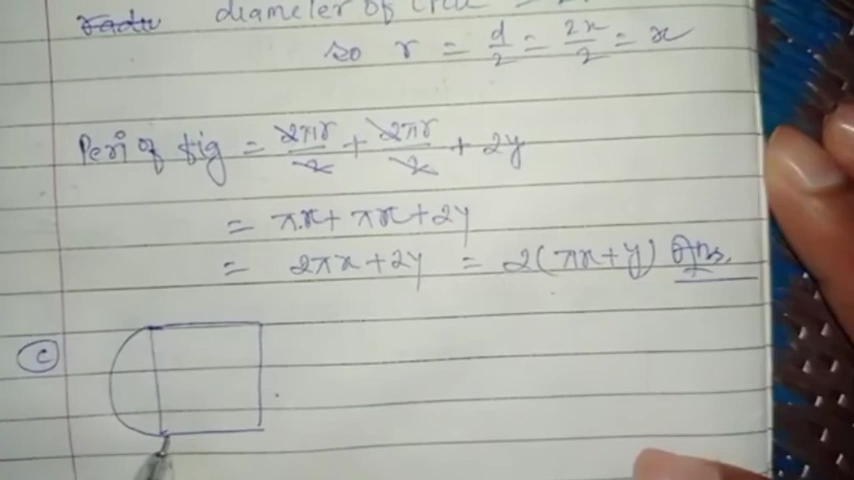 diameter of
so r = d/2 = 2x/2 = x
Peri of fig = 2πr/2 + 2πr/2 + 2y
= πx + πx + 2y
= 2πx + 2y = 2(πx + y) Ans.
c